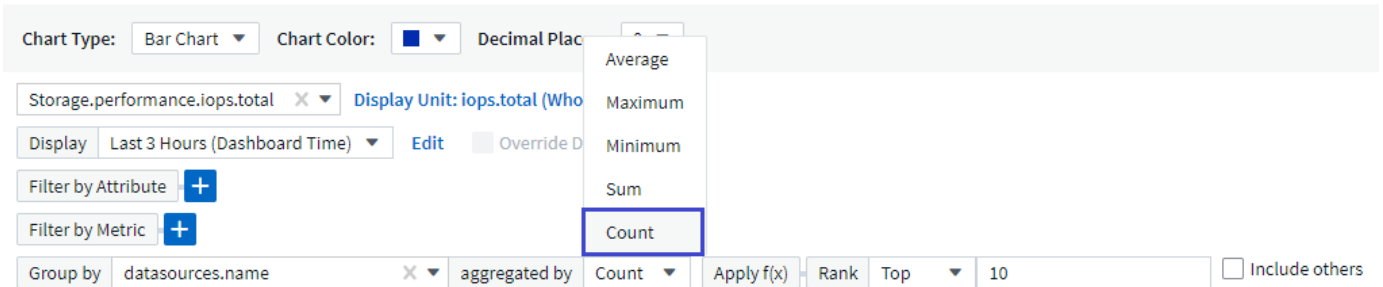 Chart Type: Bar Chart Chart Color: Decimal Plac
Average
Storage.performance.iops.total Display Unit: iops.total (Who
Maximum
Display Last 3 Hours (Dashboard Time) Edit Override D
Minimum
Filter by Attribute +
Sum
Filter by Metric +
Count
Group by datasources.name aggregated by Count Apply f(x) Rank Top 10 Include others